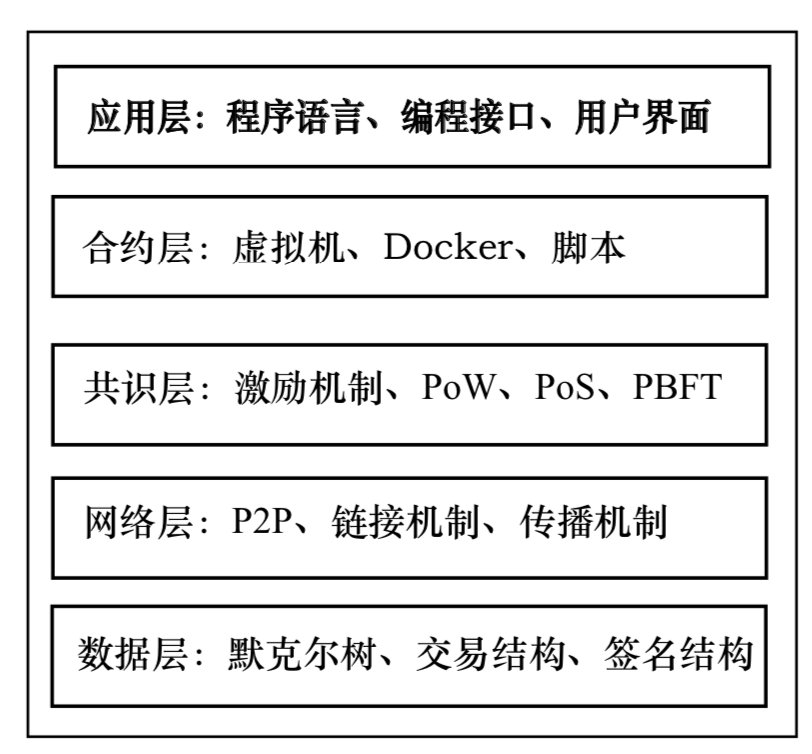 应用层：程序语言、编程接口、用户界面
合约层：虚拟机、Docker、脚本
共识层：激励机制、PoW、PoS、PBFT
网络层：P2P、链接机制、传播机制
数据层：默克尔树、交易结构、签名结构